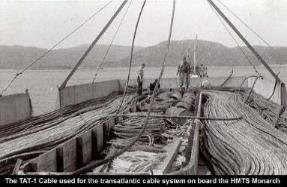 The TAT-1 Cable used for the transatlantic cable system on board the HMTS Monarch